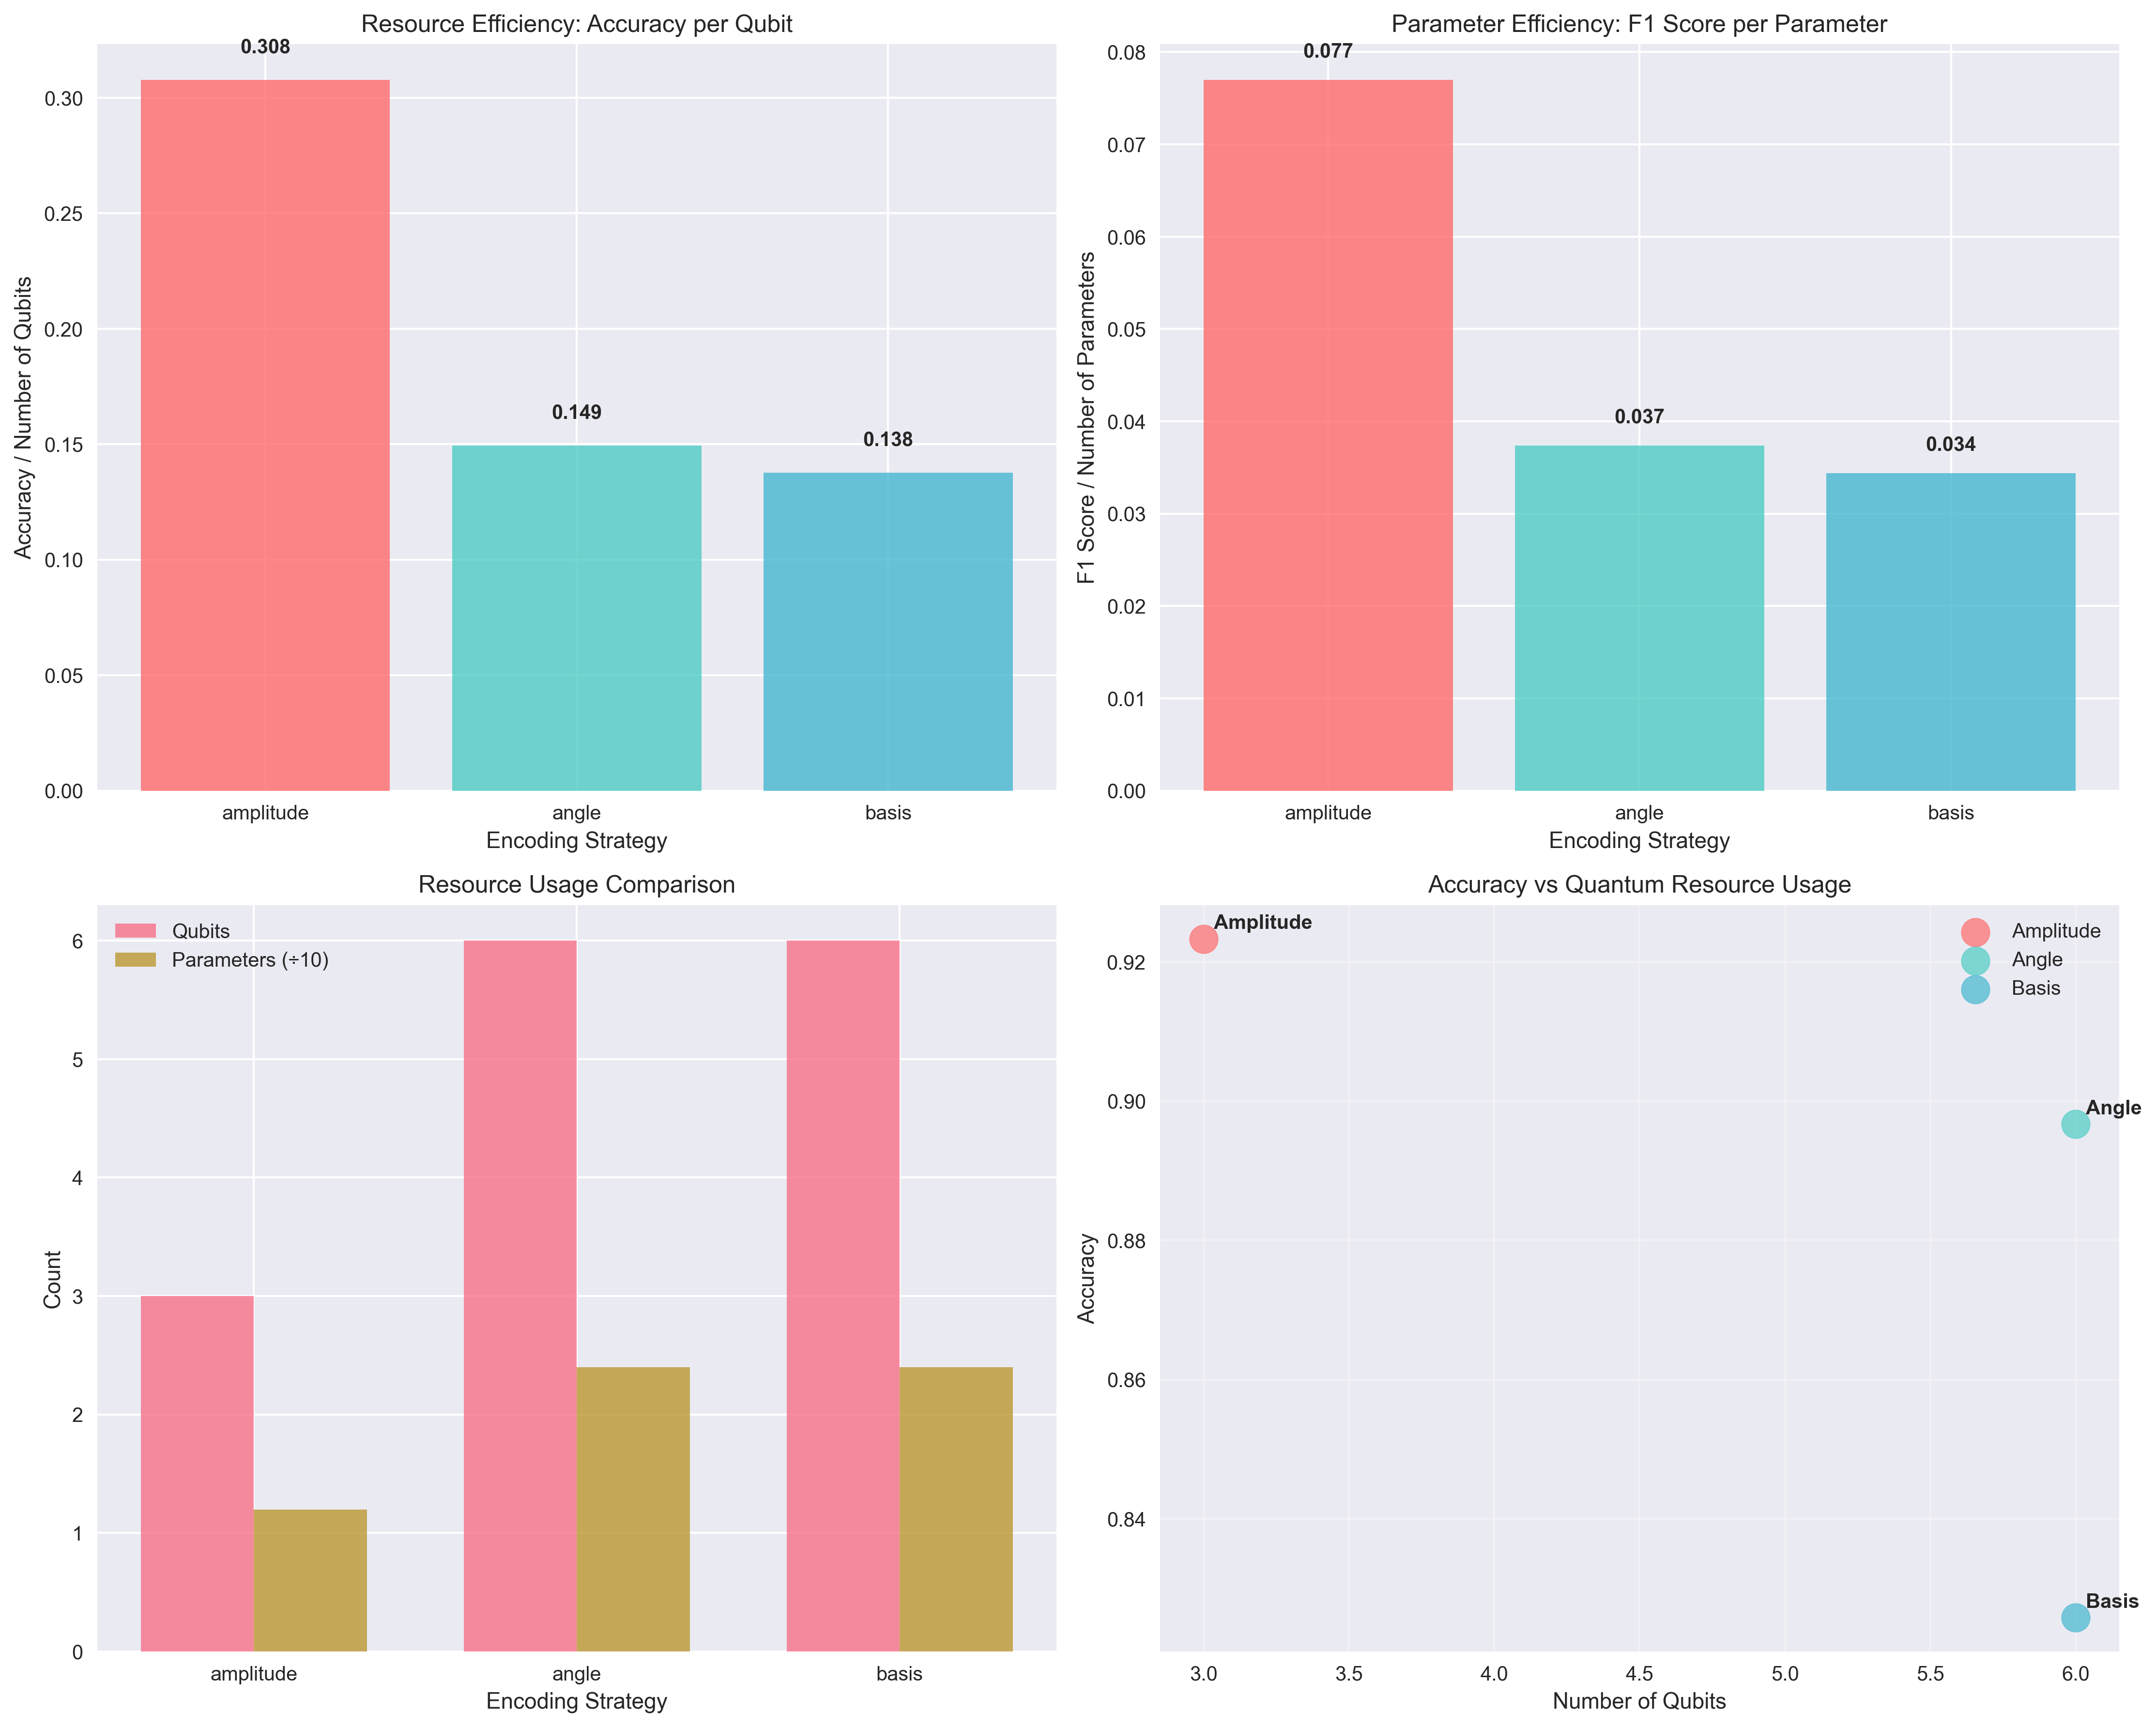 Resource Efficiency: Accuracy per Qubit
0.308
0.149
0.138
Accuracy / Number of Qubits
0.30
0.25
0.20
0.15
0.10
0.05
0.00
amplitude
angle
basis
Encoding Strategy
Parameter Efficiency: F1 Score per Parameter
0.077
0.037
0.034
F1 Score / Number of Parameters
0.08
0.07
0.06
0.05
0.04
0.03
0.02
0.01
0.00
amplitude
angle
basis
Encoding Strategy
Resource Usage Comparison
Qubits
Parameters (÷10)
Count
6
5
4
3
2
1
0
amplitude
angle
basis
Encoding Strategy
Accuracy vs Quantum Resource Usage
Amplitude
Angle
Basis
Amplitude
Angle
Basis
Accuracy
0.92
0.90
0.88
0.86
0.84
3.0
3.5
4.0
4.5
5.0
5.5
6.0
Number of Qubits